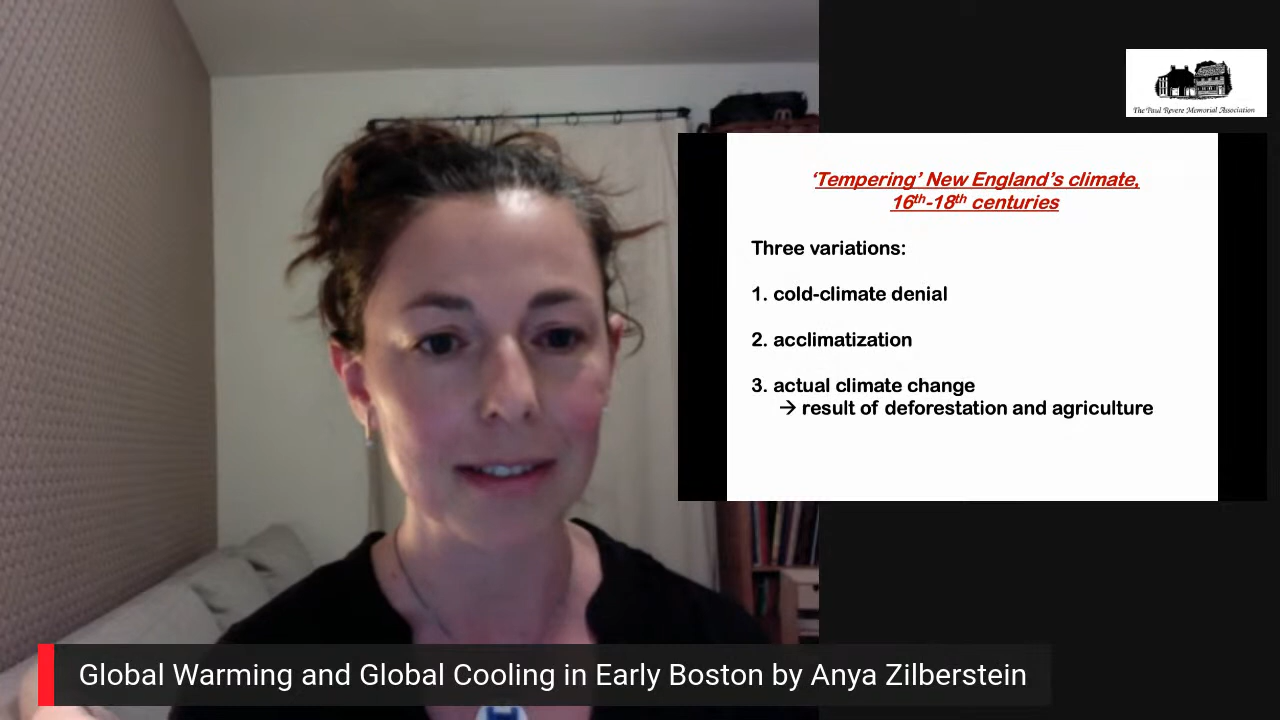 The Paul Revere Memorial Association
‘Tempering’ New England’s climate,
16th-18th centuries
Three variations:
1. cold-climate denial
2. acclimatization
3. actual climate change
→ result of deforestation and agriculture
Global Warming and Global Cooling in Early Boston by Anya Zilberstein